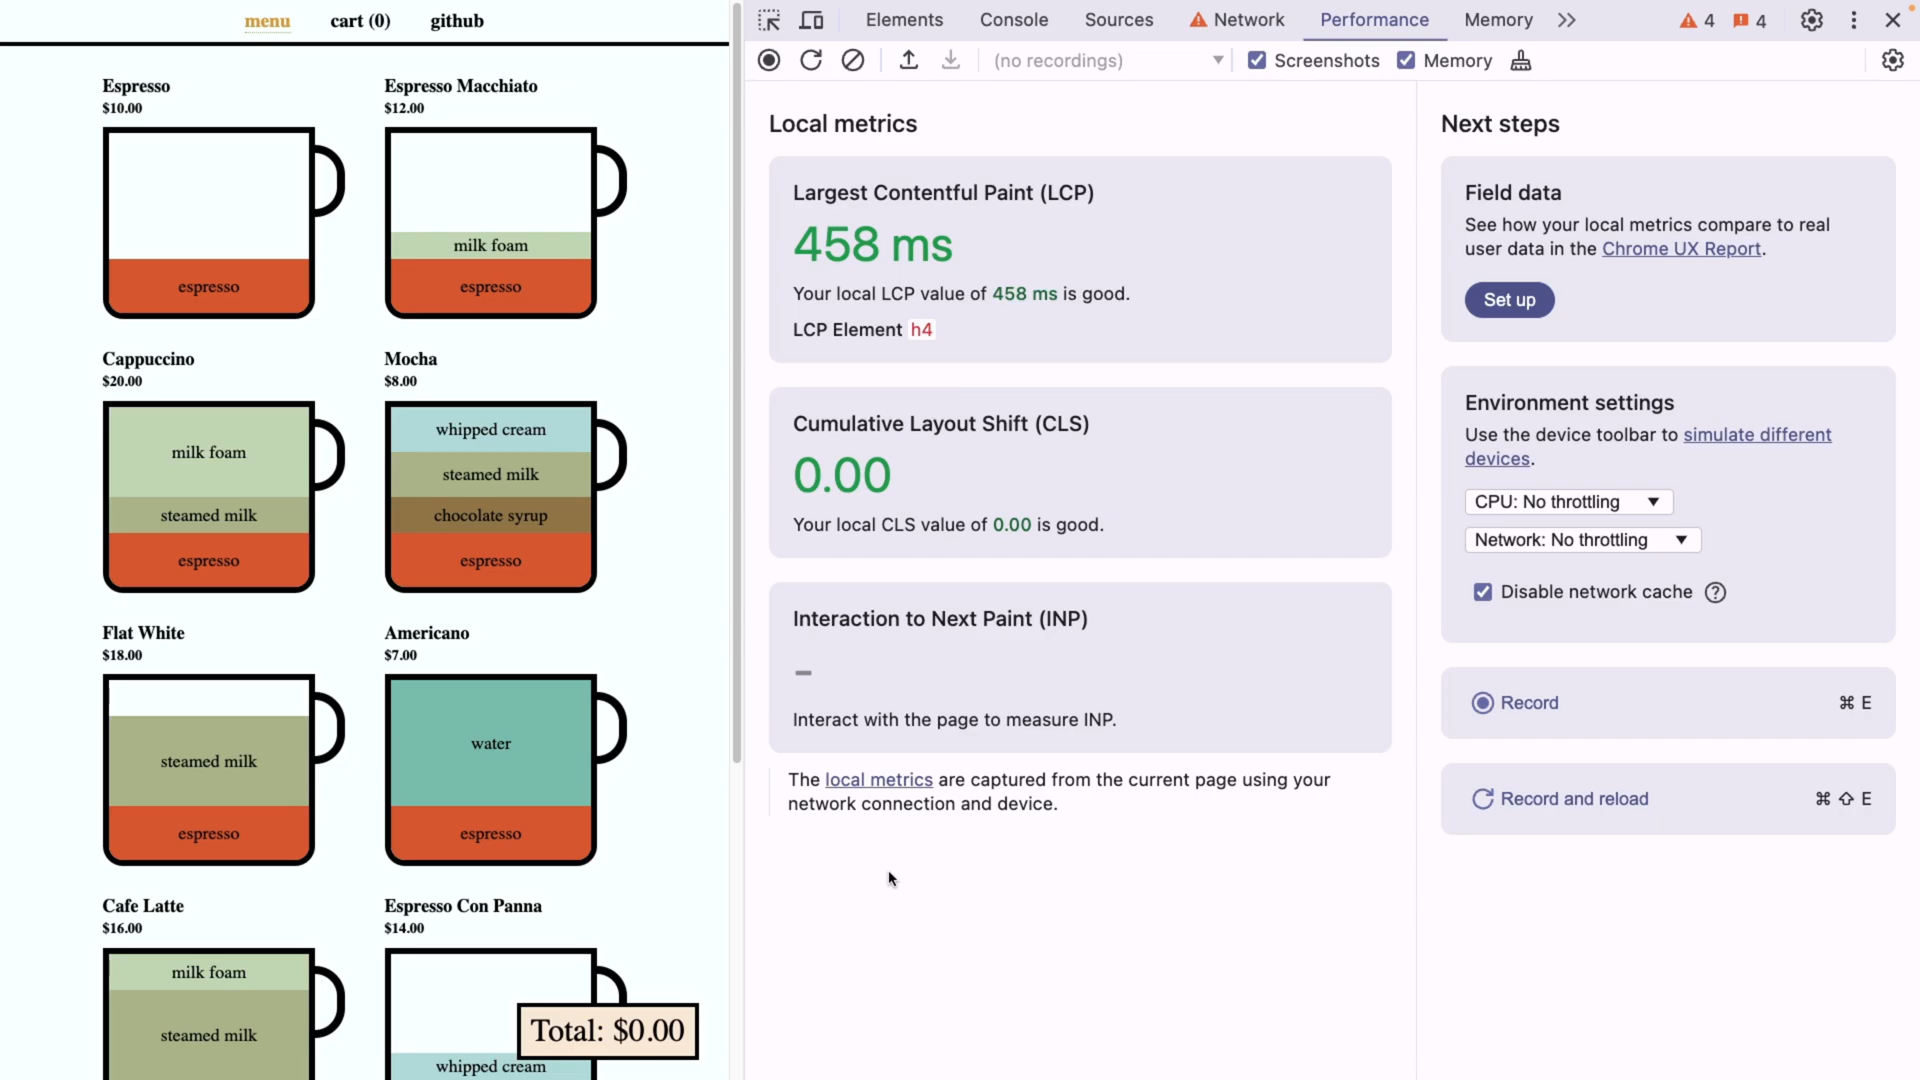 menu
cart (0)
github
Espresso
$10.00
espresso
Espresso Macchiato
$12.00
milk foam
espresso
Cappuccino
$20.00
milk foam
steamed milk
espresso
Mocha
$8.00
whipped cream
steamed milk
chocolate syrup
espresso
Flat White
$18.00
steamed milk
espresso
Americano
$7.00
water
espresso
Cafe Latte
$16.00
milk foam
steamed milk
Espresso Con Panna
$14.00
whipped cream
Total: $0.00
Elements
Console
Sources
Network
Performance
Memory
4
4
(no recordings)
Screenshots
Memory
Local metrics
Largest Contentful Paint (LCP)
458 ms
Your local LCP value of 458 ms is good.
LCP Element h4
Cumulative Layout Shift (CLS)
0.00
Your local CLS value of 0.00 is good.
Interaction to Next Paint (INP)
–
Interact with the page to measure INP.
The local metrics are captured from the current page using your
network connection and device.
Next steps
Field data
See how your local metrics compare to real
user data in the Chrome UX Report.
Set up
Environment settings
Use the device toolbar to simulate different
devices.
CPU: No throttling
Network: No throttling
Disable network cache
Record
⌘ E
Record and reload
⌘ ⇧ E